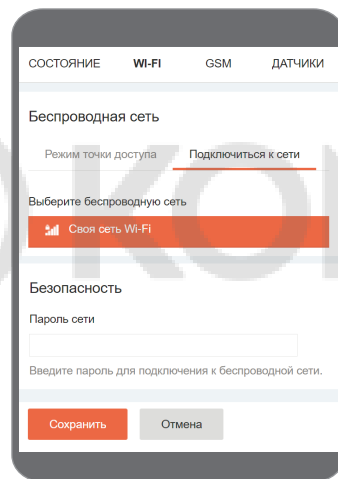 СОСТОЯНИЕ WI-FI GSM ДАТЧИКИ
Беспроводная сеть
Режим точки доступа Подключиться к сети
Выберите беспроводную сеть
Своя сеть Wi-Fi
Безопасность
Пароль сети
Введите пароль для подключения к беспроводной сети.
Сохранить Отмена